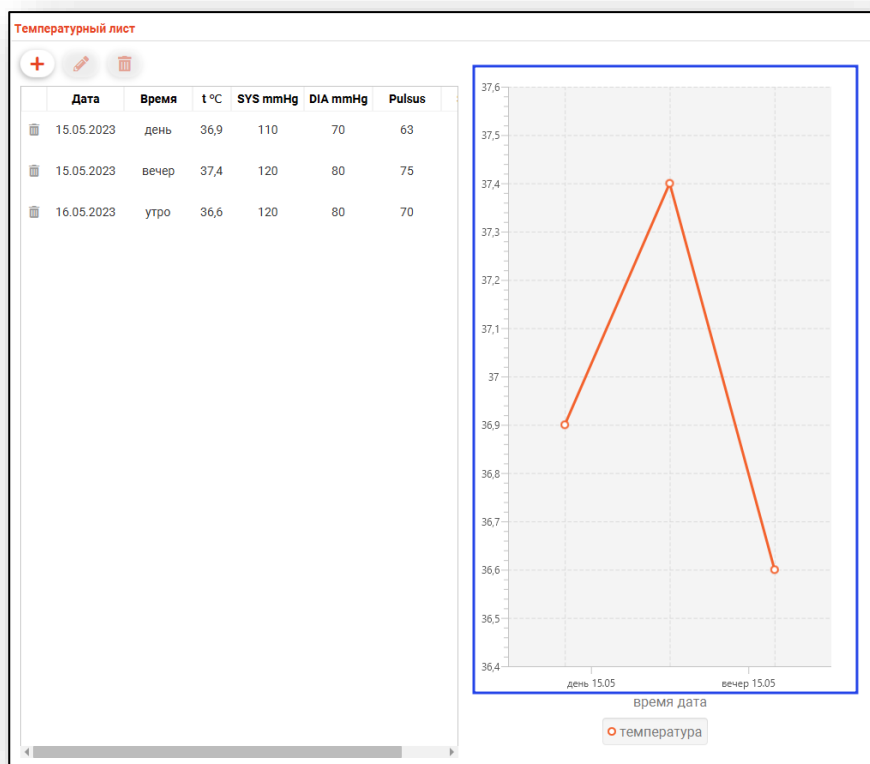 Температурный лист
Дата Время t °C SYS mmHg DIA mmHg Pulsus
15.05.2023 день 36,9 110 70 63
15.05.2023 вечер 37,4 120 80 75
16.05.2023 утро 36,6 120 80 70
37,6
37,5
37,4
37,3
37,2
37,1
37
36,9
36,8
36,7
36,6
36,5
36,4
день 15.05 вечер 15.05
время дата
температура